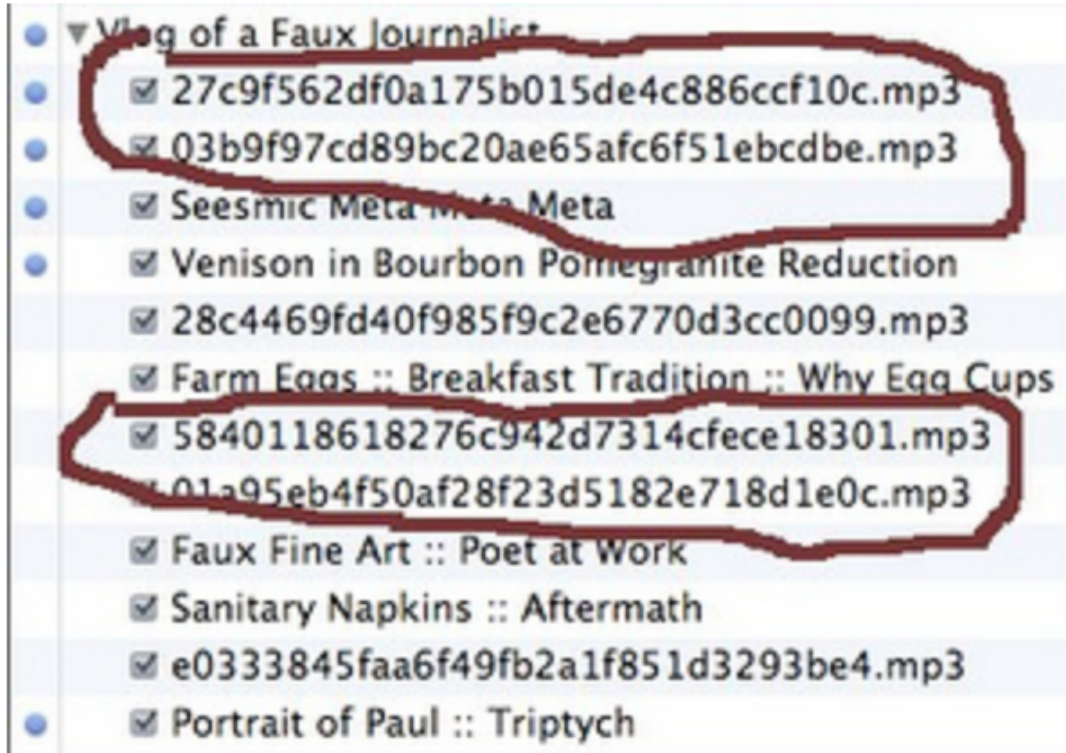 Vlog of a Faux Journalist
27c9f562df0a175b015de4c886ccf10c.mp3
03b9f97cd89bc20ae65afc6f51ebcdbe.mp3
Seesmic Meta Meta Meta
Venison in Bourbon Pomegranite Reduction
28c4469fd40f985f9c2e6770d3cc0099.mp3
Farm Eggs :: Breakfast Tradition :: Why Egg Cups
5840118618276c942d7314cfece18301.mp3
01a95eb4f50af28f23d5182e718d1e0c.mp3
Faux Fine Art :: Poet at Work
Sanitary Napkins :: Aftermath
e0333845faa6f49fb2a1f851d3293be4.mp3
Portrait of Paul :: Triptych